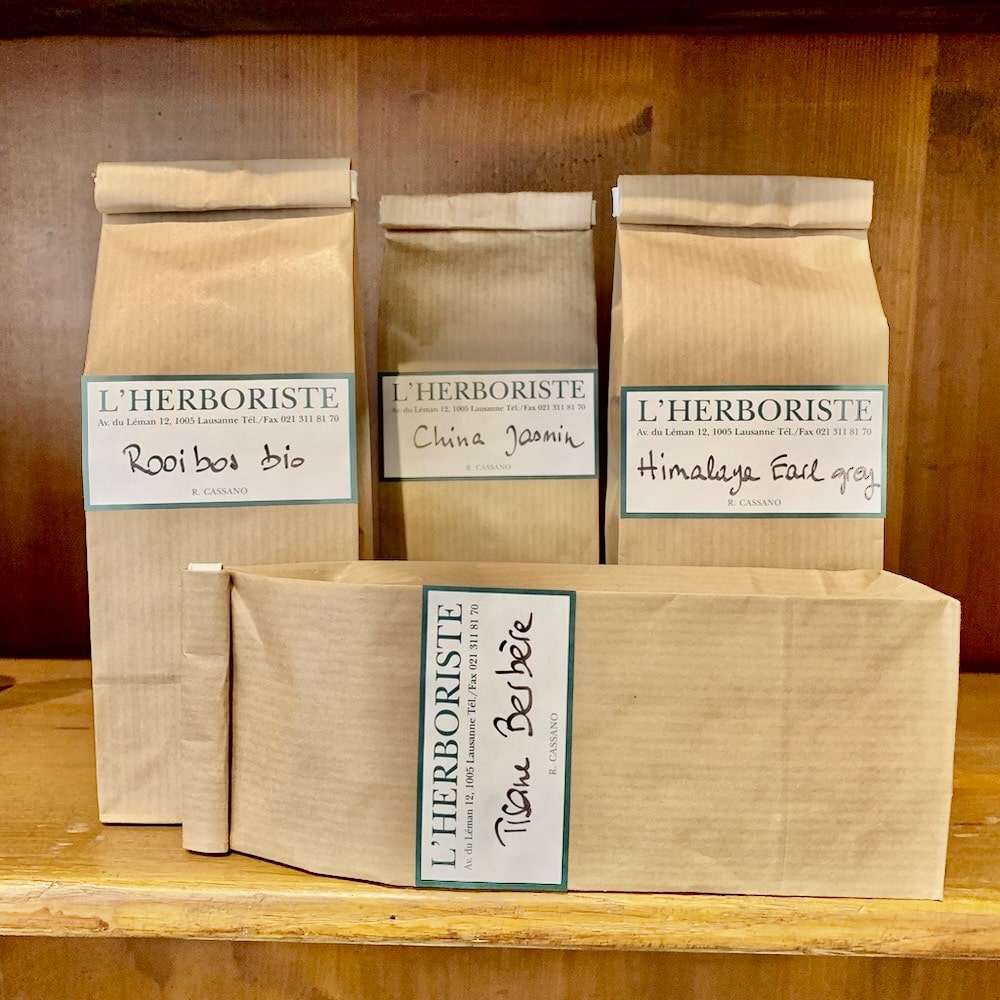 L'HERBORISTE
Av. du Léman 12, 1005 Lausanne Tél./Fax 021 311 81 70
Rooibos bio
R. CASSANO
L'HERBORISTE
Av. du Léman 12, 1005 Lausanne Tél./Fax 021 311 81 70
China Jasmin
R. CASSANO
L'HERBORISTE
Av. du Léman 12, 1005 Lausanne Tél./Fax 021 311 81 70
Himalaya Earl grey
R. CASSANO
L'HERBORISTE
Av. du Léman 12, 1005 Lausanne Tél./Fax 021 311 81 70
Tisane Berbère
R. CASSANO